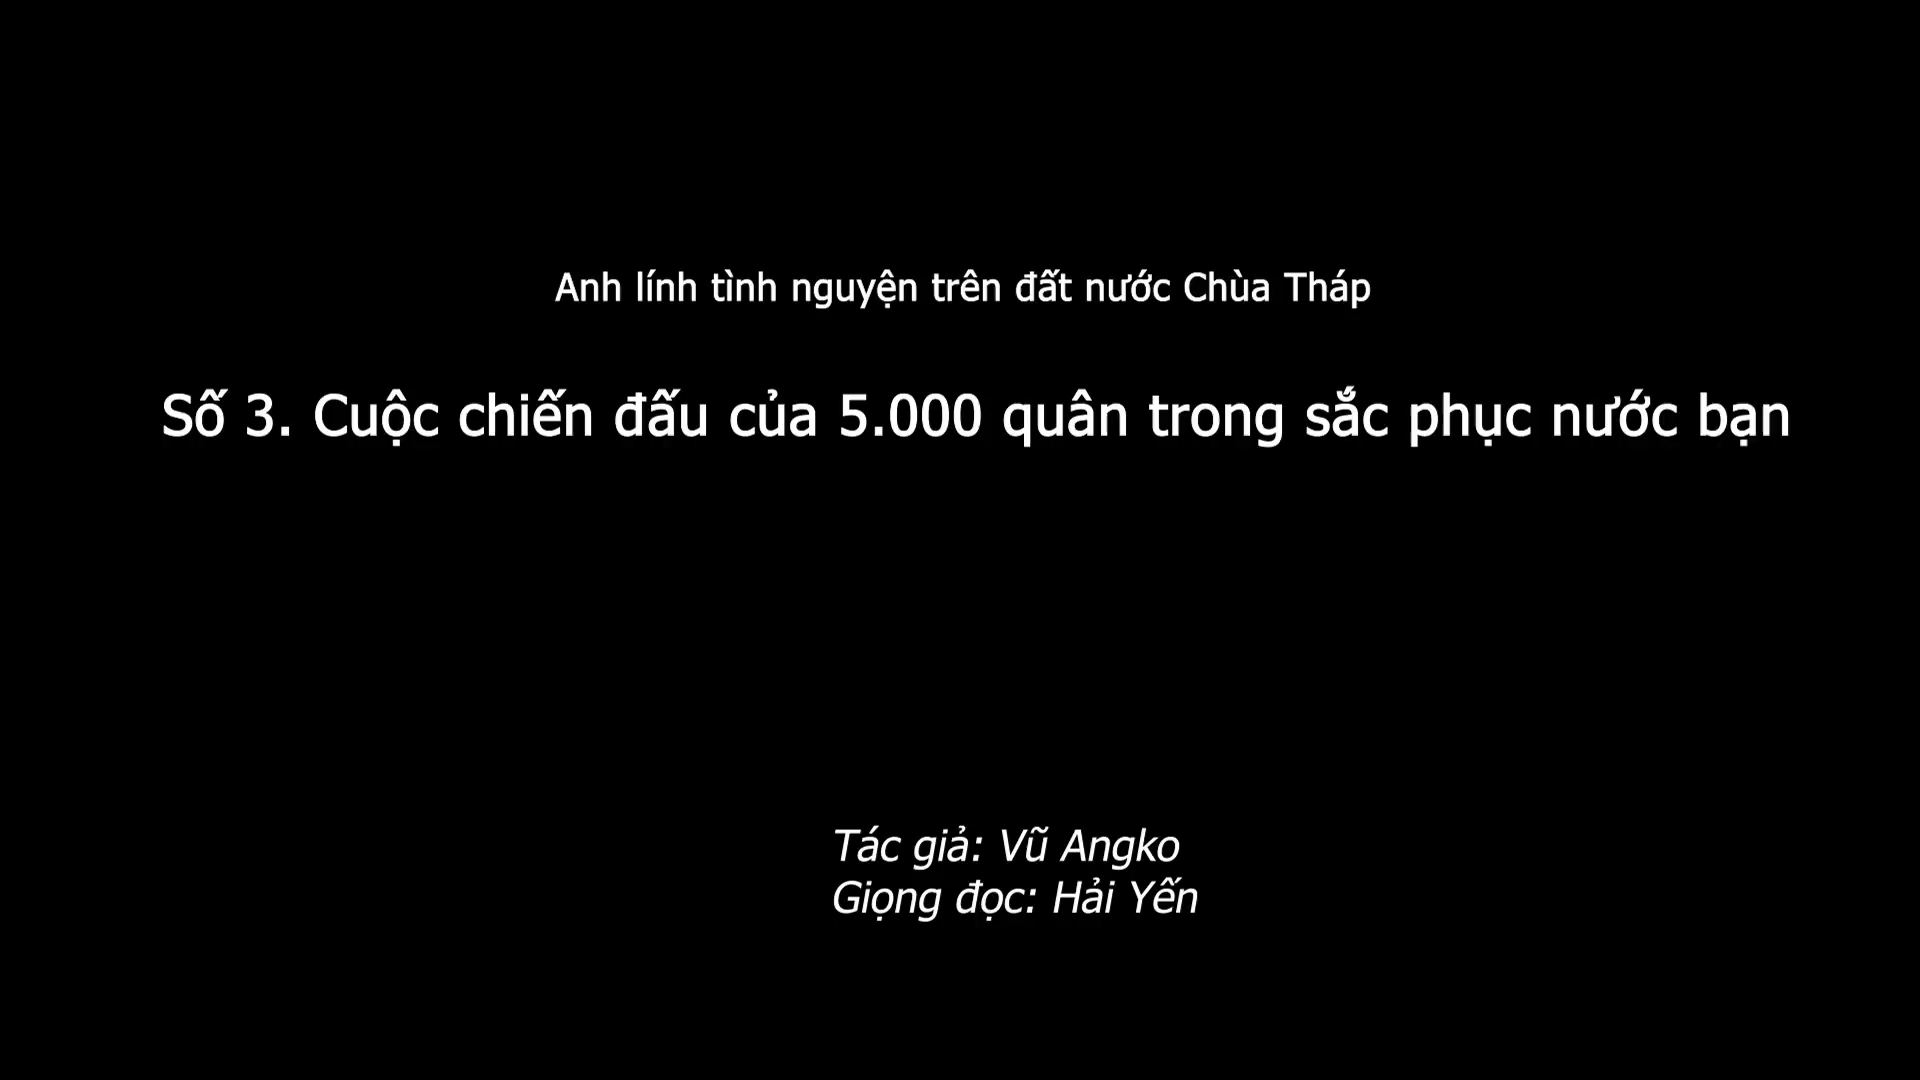 Anh lính tình nguyện trên đất nước Chùa Tháp
Số 3. Cuộc chiến đấu của 5.000 quân trong sắc phục nước bạn
Tác giả: Vũ Angko
Giọng đọc: Hải Yến